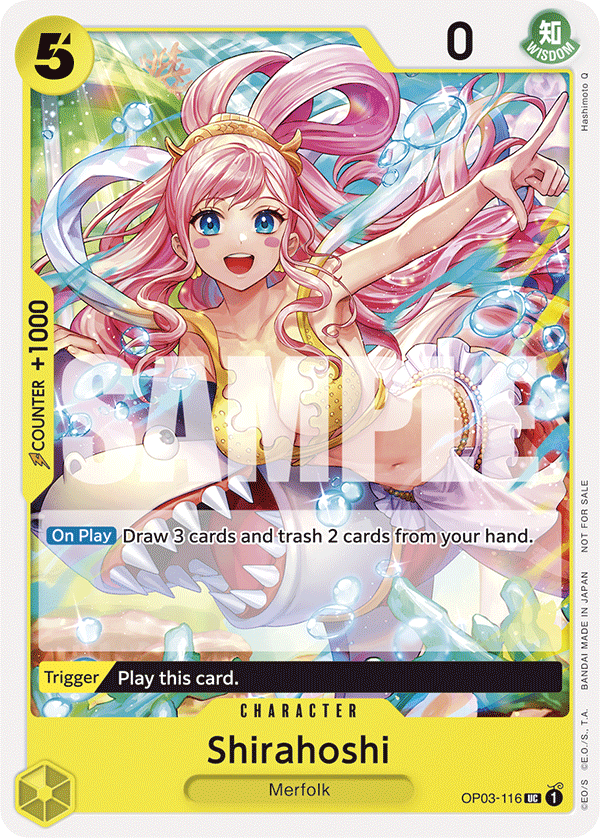 5
0
知
WISDOM
Hashimoto Q
COUNTER +1000
SAMPLE
On Play Draw 3 cards and trash 2 cards from your hand.
Trigger Play this card.
CHARACTER
Shirahoshi
Merfolk
OP03-116 UC 1
©EO/S ©E.O./S., T.A. BANDAI MADE IN JAPAN NOT FOR SALE